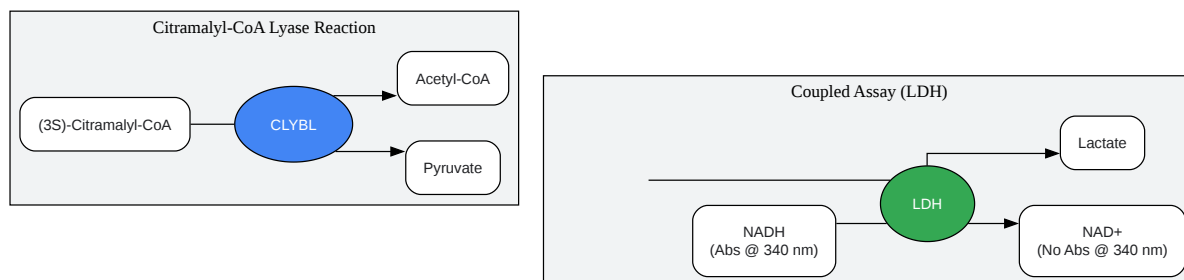 Citramalyl-CoA Lyase Reaction
(3S)-Citramalyl-CoA
CLYBL
Acetyl-CoA
Pyruvate
Coupled Assay (LDH)
Lactate
LDH
NADH
(Abs @ 340 nm)
NAD+
(No Abs @ 340 nm)